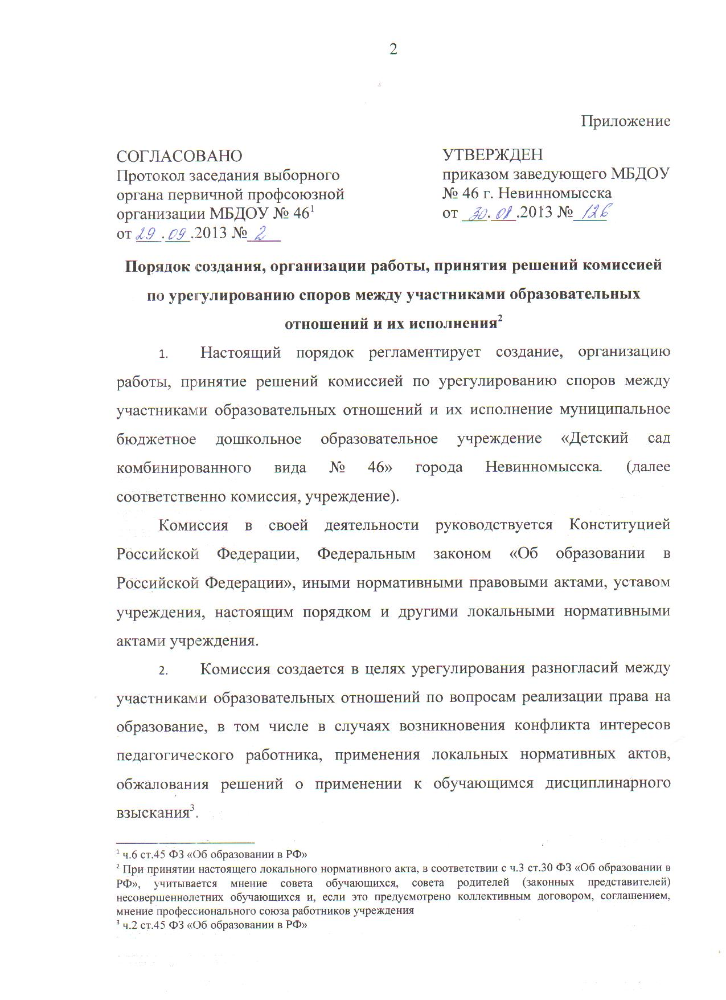 2
Приложение
СОГЛАСОВАНО
Протокол заседания выборного
органа первичной профсоюзной
организации МБДОУ № 46¹
от 29.09.2013 № 2
УТВЕРЖДЕН
приказом заведующего МБДОУ
№ 46 г. Невинномысска
от 30.09.2013 № 126
Порядок создания, организации работы, принятия решений комиссией
по урегулированию споров между участниками образовательных
отношений и их исполнения²
1. Настоящий порядок регламентирует создание, организацию
работы, принятие решений комиссией по урегулированию споров между
участниками образовательных отношений и их исполнение муниципальное
бюджетное дошкольное образовательное учреждение «Детский сад
комбинированного вида № 46» города Невинномысска. (далее
соответственно комиссия, учреждение).
Комиссия в своей деятельности руководствуется Конституцией
Российской Федерации, Федеральным законом «Об образовании в
Российской Федерации», иными нормативными правовыми актами, уставом
учреждения, настоящим порядком и другими локальными нормативными
актами учреждения.
2. Комиссия создается в целях урегулирования разногласий между
участниками образовательных отношений по вопросам реализации права на
образование, в том числе в случаях возникновения конфликта интересов
педагогического работника, применения локальных нормативных актов,
обжалования решений о применении к обучающимся дисциплинарного
взыскания³.
¹ ч.6 ст.45 ФЗ «Об образовании в РФ»
² При принятии настоящего локального нормативного акта, в соответствии с ч.3 ст.30 ФЗ «Об образовании в
РФ», учитывается мнение совета обучающихся, совета родителей (законных представителей)
несовершеннолетних обучающихся и, если это предусмотрено коллективным договором, соглашением,
мнение профессионального союза работников учреждения
³ ч.2 ст.45 ФЗ «Об образовании в РФ»